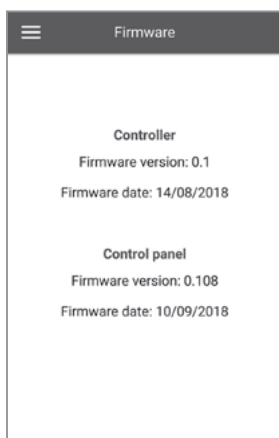 Firmware
Controller
Firmware version: 0.1
Firmware date: 14/08/2018
Control panel
Firmware version: 0.108
Firmware date: 10/09/2018